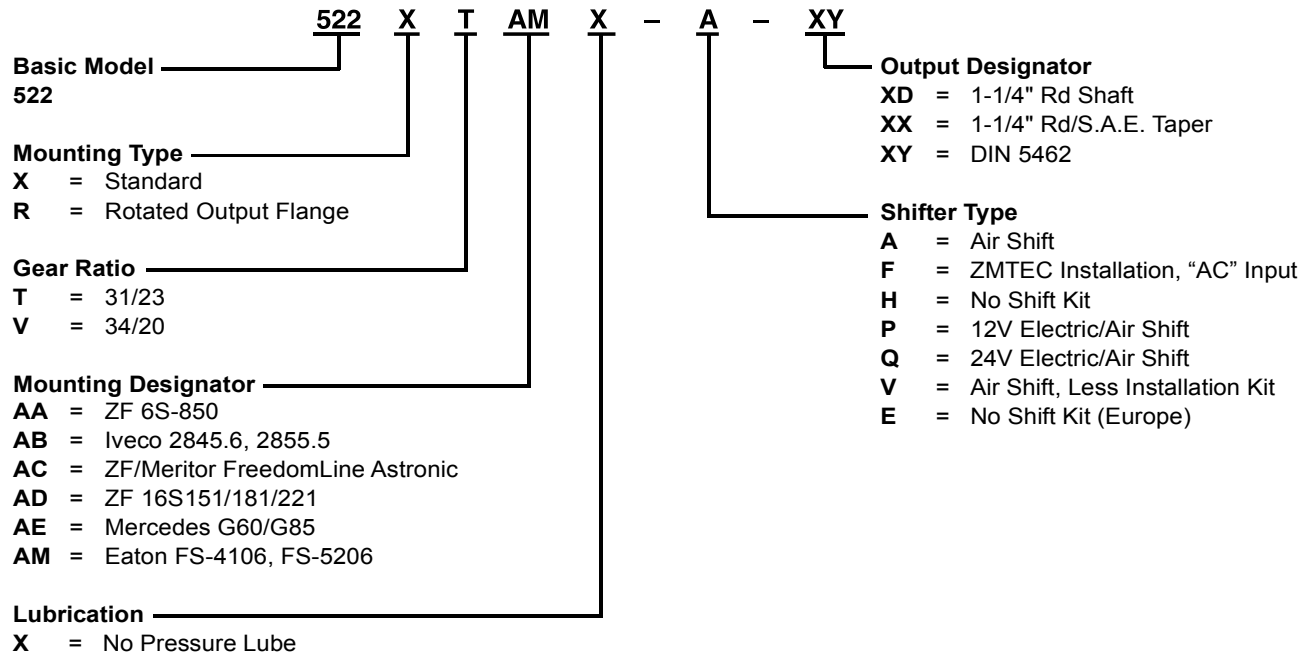 522 X T AM X – A – XY
Basic Model
522
Mounting Type
X = Standard
R = Rotated Output Flange
Gear Ratio
T = 31/23
V = 34/20
Mounting Designator
AA = ZF 6S-850
AB = Iveco 2845.6, 2855.5
AC = ZF/Meritor FreedomLine Astronic
AD = ZF 16S151/181/221
AE = Mercedes G60/G85
AM = Eaton FS-4106, FS-5206
Lubrication
X = No Pressure Lube
Output Designator
XD = 1-1/4" Rd Shaft
XX = 1-1/4" Rd/S.A.E. Taper
XY = DIN 5462
Shifter Type
A = Air Shift
F = ZMTEC Installation, “AC” Input
H = No Shift Kit
P = 12V Electric/Air Shift
Q = 24V Electric/Air Shift
V = Air Shift, Less Installation Kit
E = No Shift Kit (Europe)